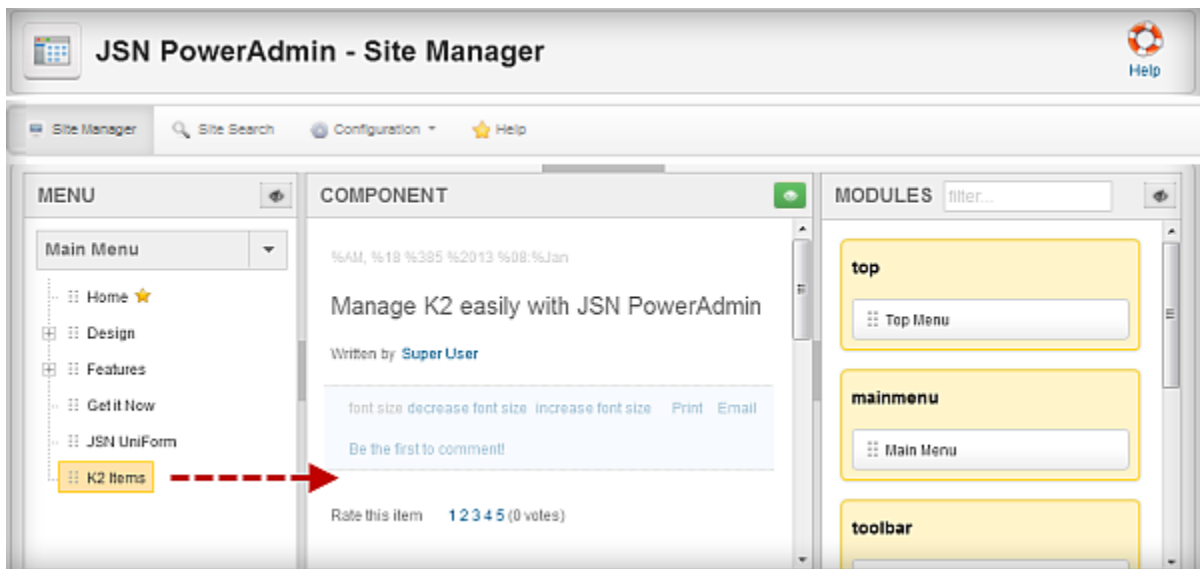 JSN PowerAdmin - Site Manager
Help
Site Manager Site Search Configuration Help
MENU
Main Menu
Home
Design
Features
Get it Now
JSN UniForm
K2 Items
COMPONENT
%AM, %18 %385 %2013 %08:%Jan
Manage K2 easily with JSN PowerAdmin
Written by Super User
font size decrease font size increase font size Print Email
Be the first to comment!
Rate this item 1 2 3 4 5 (0 votes)
MODULES filter...
top
Top Menu
mainmenu
Main Menu
toolbar